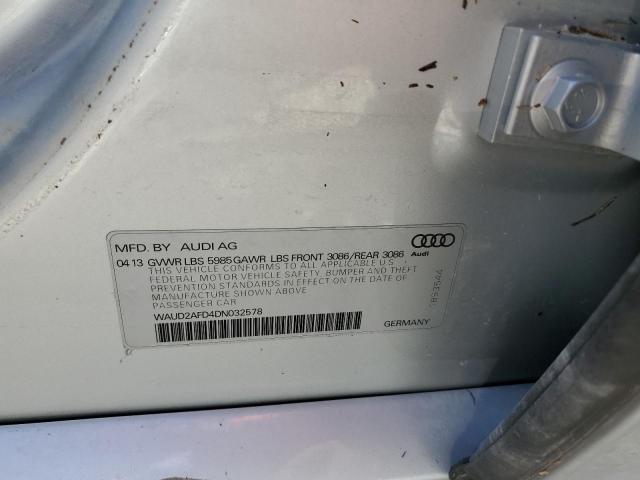 MFD. BY AUDI AG
Audi
04 13 GVWR LBS 5985 GAWR LBS FRONT 3086/REAR 3086
THIS VEHICLE CONFORMS TO ALL APPLICABLE U.S.
FEDERAL MOTOR VEHICLE SAFETY, BUMPER AND THEFT
PREVENTION STANDARDS IN EFFECT ON THE DATE OF
MANUFACTURE SHOWN ABOVE
PASSENGER CAR
WAUD2AFD4DN032578
GERMANY